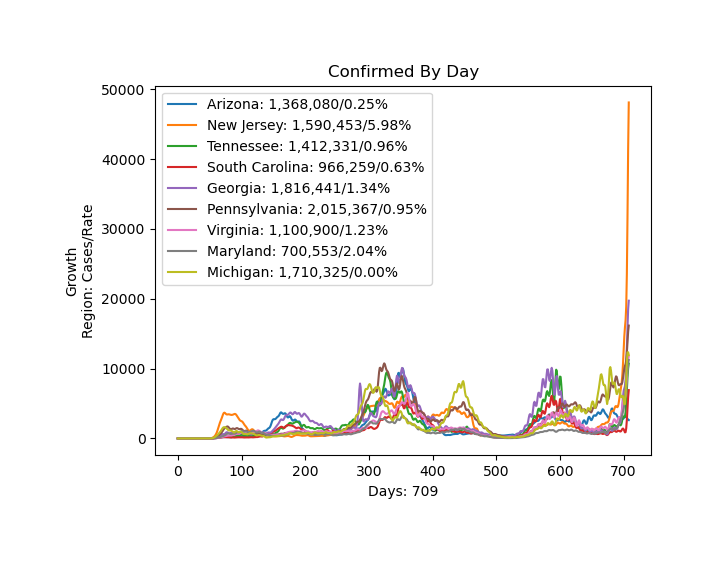 Confirmed By Day
50000
40000
30000
20000
10000
0
Growth
Region: Cases/Rate
Arizona: 1,368,080/0.25%
New Jersey: 1,590,453/5.98%
Tennessee: 1,412,331/0.96%
South Carolina: 966,259/0.63%
Georgia: 1,816,441/1.34%
Pennsylvania: 2,015,367/0.95%
Virginia: 1,100,900/1.23%
Maryland: 700,553/2.04%
Michigan: 1,710,325/0.00%
0 100 200 300 400 500 600 700
Days: 709